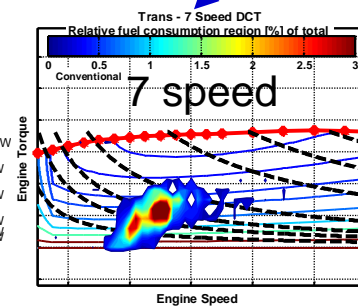 Trans - 7 Speed DCT
Relative fuel consumption region [%] of total
0 0.5 1 1.5 2 2.5 3
Conventional
7 speed
Engine Torque
Engine Speed